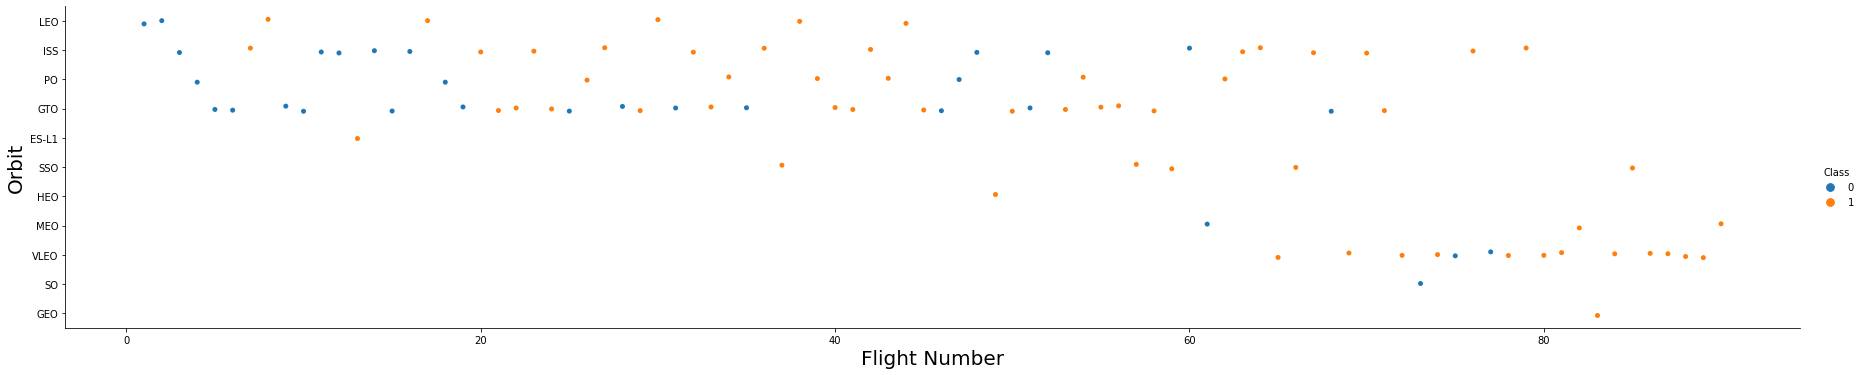 LEO
ISS
PO
GTO
ES-L1
SSO
HEO
MEO
VLEO
SO
GEO
Orbit
0 20 40 60 80
Flight Number
Class
0
1